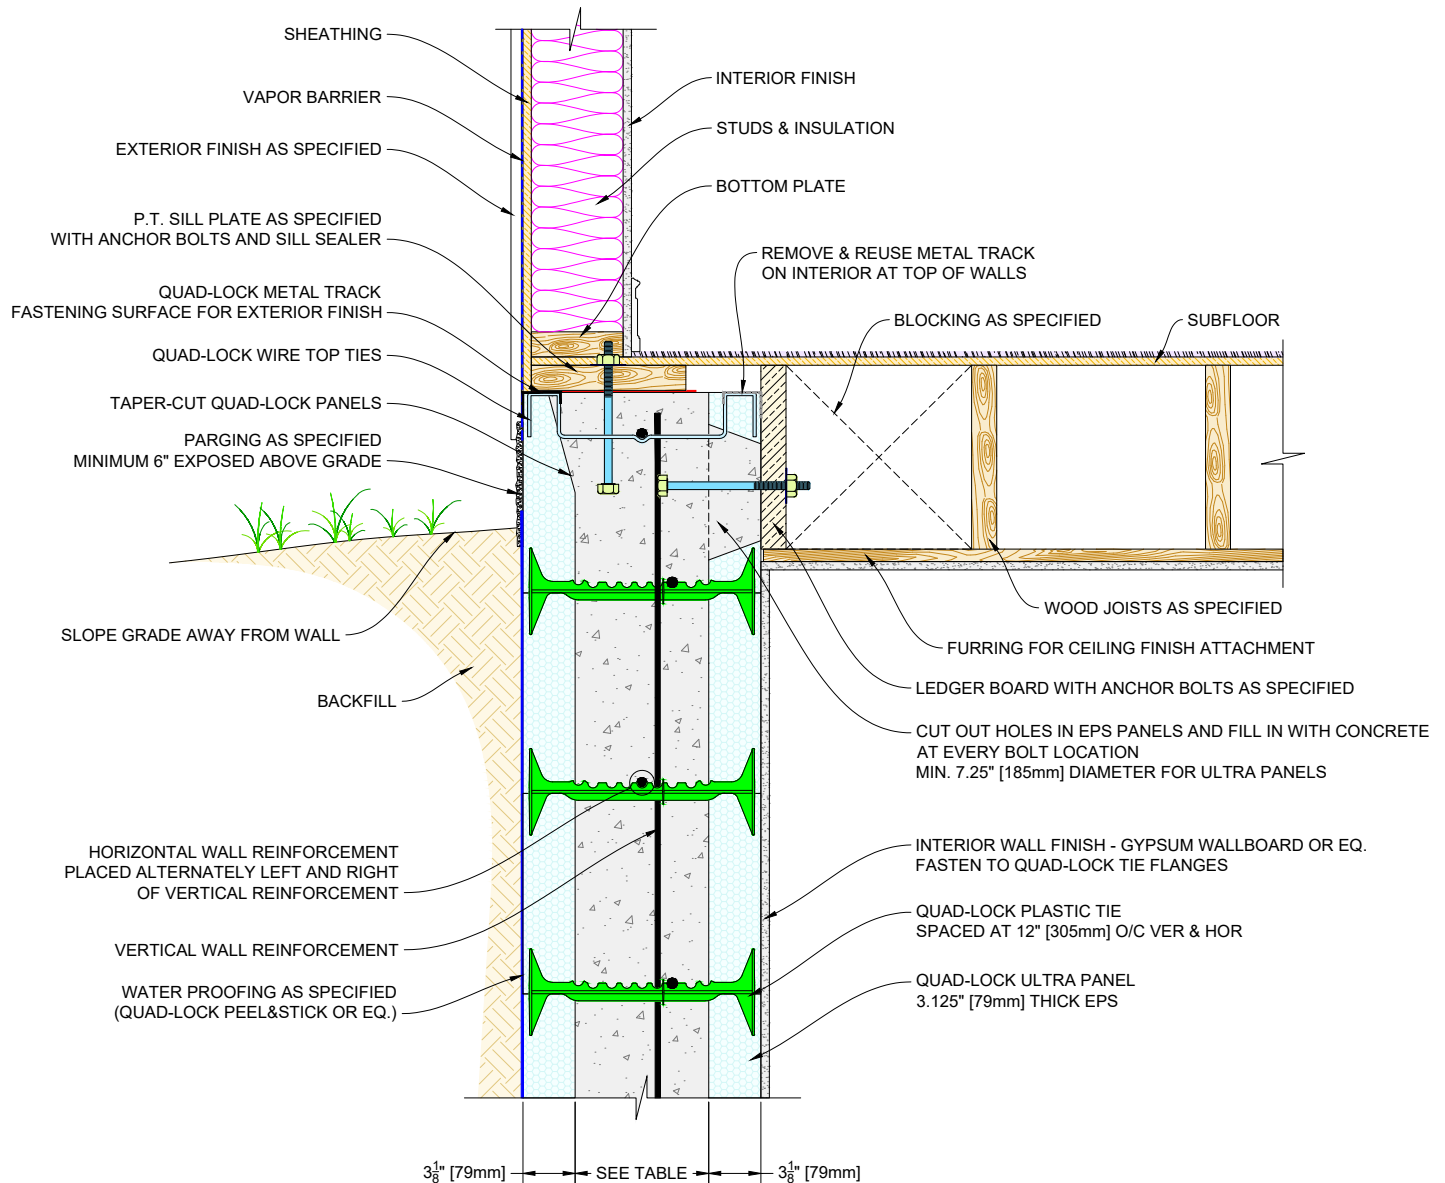 SHEATHING
VAPOR BARRIER
EXTERIOR FINISH AS SPECIFIED
P.T. SILL PLATE AS SPECIFIED
WITH ANCHOR BOLTS AND SILL SEALER
QUAD-LOCK METAL TRACK
FASTENING SURFACE FOR EXTERIOR FINISH
QUAD-LOCK WIRE TOP TIES
TAPER-CUT QUAD-LOCK PANELS
PARGING AS SPECIFIED
MINIMUM 6" EXPOSED ABOVE GRADE
SLOPE GRADE AWAY FROM WALL
BACKFILL
HORIZONTAL WALL REINFORCEMENT
PLACED ALTERNATELY LEFT AND RIGHT
OF VERTICAL REINFORCEMENT
VERTICAL WALL REINFORCEMENT
WATER PROOFING AS SPECIFIED
(QUAD-LOCK PEEL&STICK OR EQ.)
INTERIOR FINISH
STUDS & INSULATION
BOTTOM PLATE
REMOVE & REUSE METAL TRACK
ON INTERIOR AT TOP OF WALLS
BLOCKING AS SPECIFIED
SUBFLOOR
WOOD JOISTS AS SPECIFIED
FURRING FOR CEILING FINISH ATTACHMENT
LEDGER BOARD WITH ANCHOR BOLTS AS SPECIFIED
CUT OUT HOLES IN EPS PANELS AND FILL IN WITH CONCRETE
AT EVERY BOLT LOCATION
MIN. 7.25" [185mm] DIAMETER FOR ULTRA PANELS
INTERIOR WALL FINISH - GYPSUM WALLBOARD OR EQ.
FASTEN TO QUAD-LOCK TIE FLANGES
QUAD-LOCK PLASTIC TIE
SPACED AT 12" [305mm] O/C VER & HOR
QUAD-LOCK ULTRA PANEL
3.125" [79mm] THICK EPS
3 1/8" [79mm]
SEE TABLE
3 1/8" [79mm]